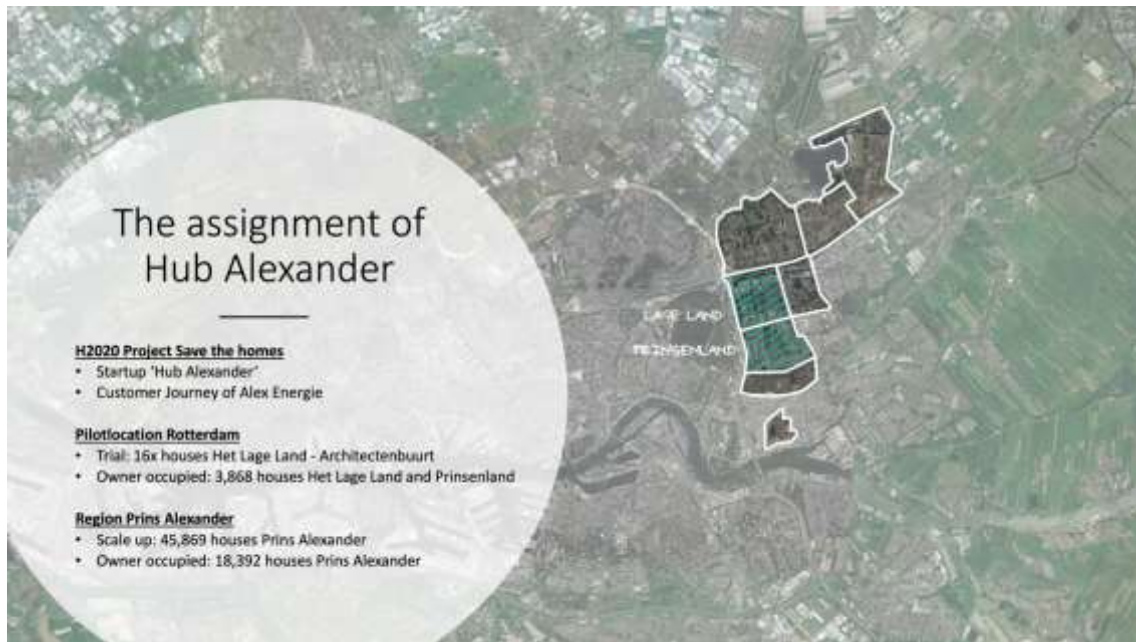 The assignment of
Hub Alexander
H2020 Project Save the homes
• Startup 'Hub Alexander'
• Customer Journey of Alex Energie
Pilotlocation Rotterdam
• Trial: 16x houses Het Lage Land - Architectenbuurt
• Owner occupied: 3,868 houses Het Lage Land and Prinsenland
Region Prins Alexander
• Scale up: 45,869 houses Prins Alexander
• Owner occupied: 18,392 houses Prins Alexander
LAGE LAND
PRINSENLAND